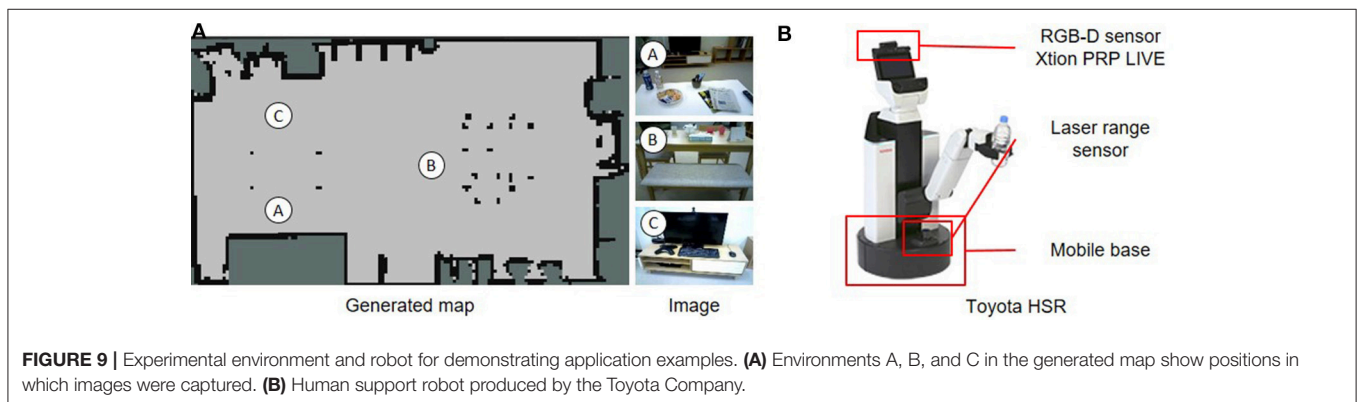 A
C
B
A
A
B
C
Generated map
Image
B
RGB-D sensor
Xtion PRP LIVE
Laser range
sensor
Mobile base
Toyota HSR
FIGURE 9 | Experimental environment and robot for demonstrating application examples. (A) Environments A, B, and C in the generated map show positions in
which images were captured. (B) Human support robot produced by the Toyota Company.